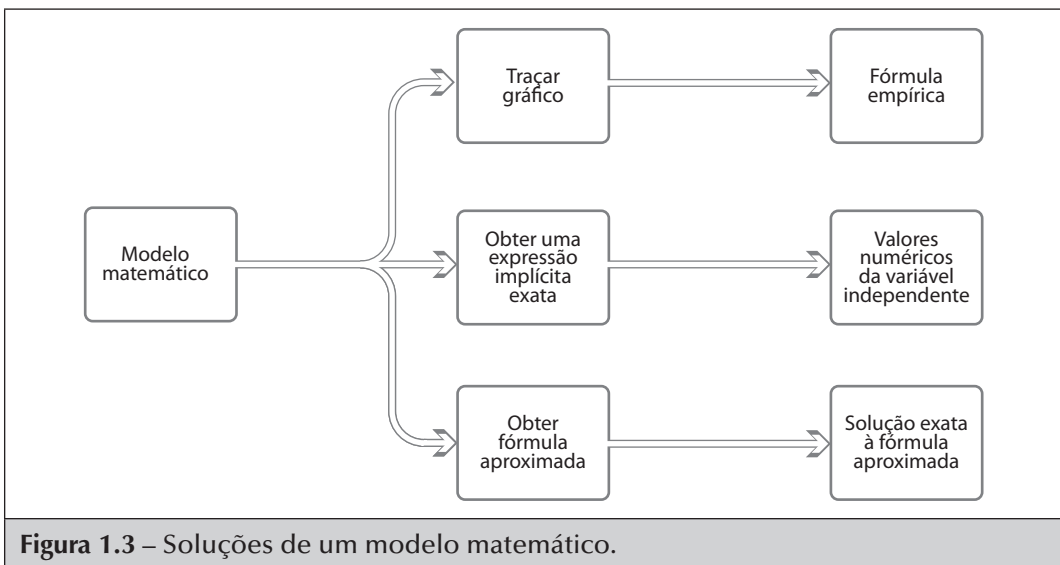 Traçar
gráfico
Fórmula
empírica
Modelo
matemático
Obter uma
expressão
implícita
exata
Valores
numéricos
da variável
independente
Obter
fórmula
aproximada
Solução exata
à fórmula
aproximada
Figura 1.3 – Soluções de um modelo matemático.